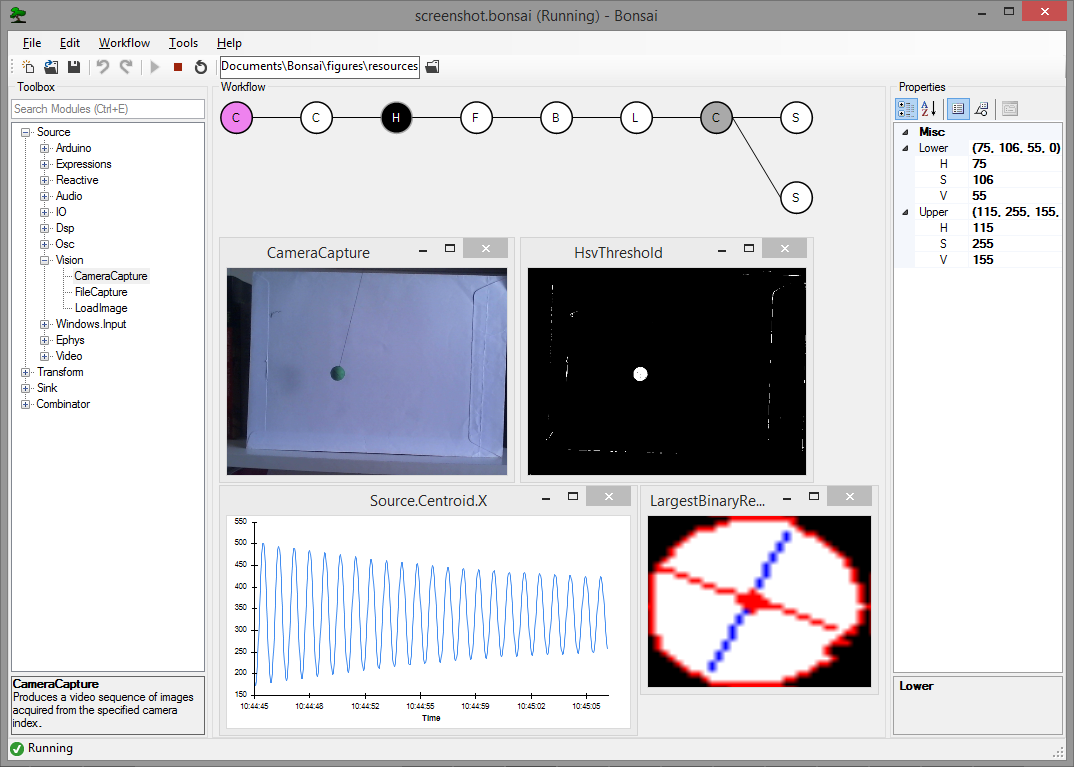 screenshot.bonsai (Running) - Bonsai
File Edit Workflow Tools Help
Documents\Bonsai\figures\resources
Toolbox
Search Modules (Ctrl+E)
Source
Arduino
Expressions
Reactive
Audio
IO
Dsp
Osc
Vision
CameraCapture
FileCapture
LoadImage
Windows.Input
Ephys
Video
Transform
Sink
Combinator
CameraCapture
Produces a video sequence of images
acquired from the specified camera
index.
Running
Workflow
C C H F B L C S
S
CameraCapture
HsvThreshold
Source.Centroid.X
550
500
450
400
350
300
250
200
150
10:44:45 10:44:48 10:44:52 10:44:55 10:44:59 10:45:02 10:45:05
Time
LargestBinaryRe...
Properties
Misc
Lower (75, 106, 55, 0)
H 75
S 106
V 55
Upper (115, 255, 155,
H 115
S 255
V 155
Lower